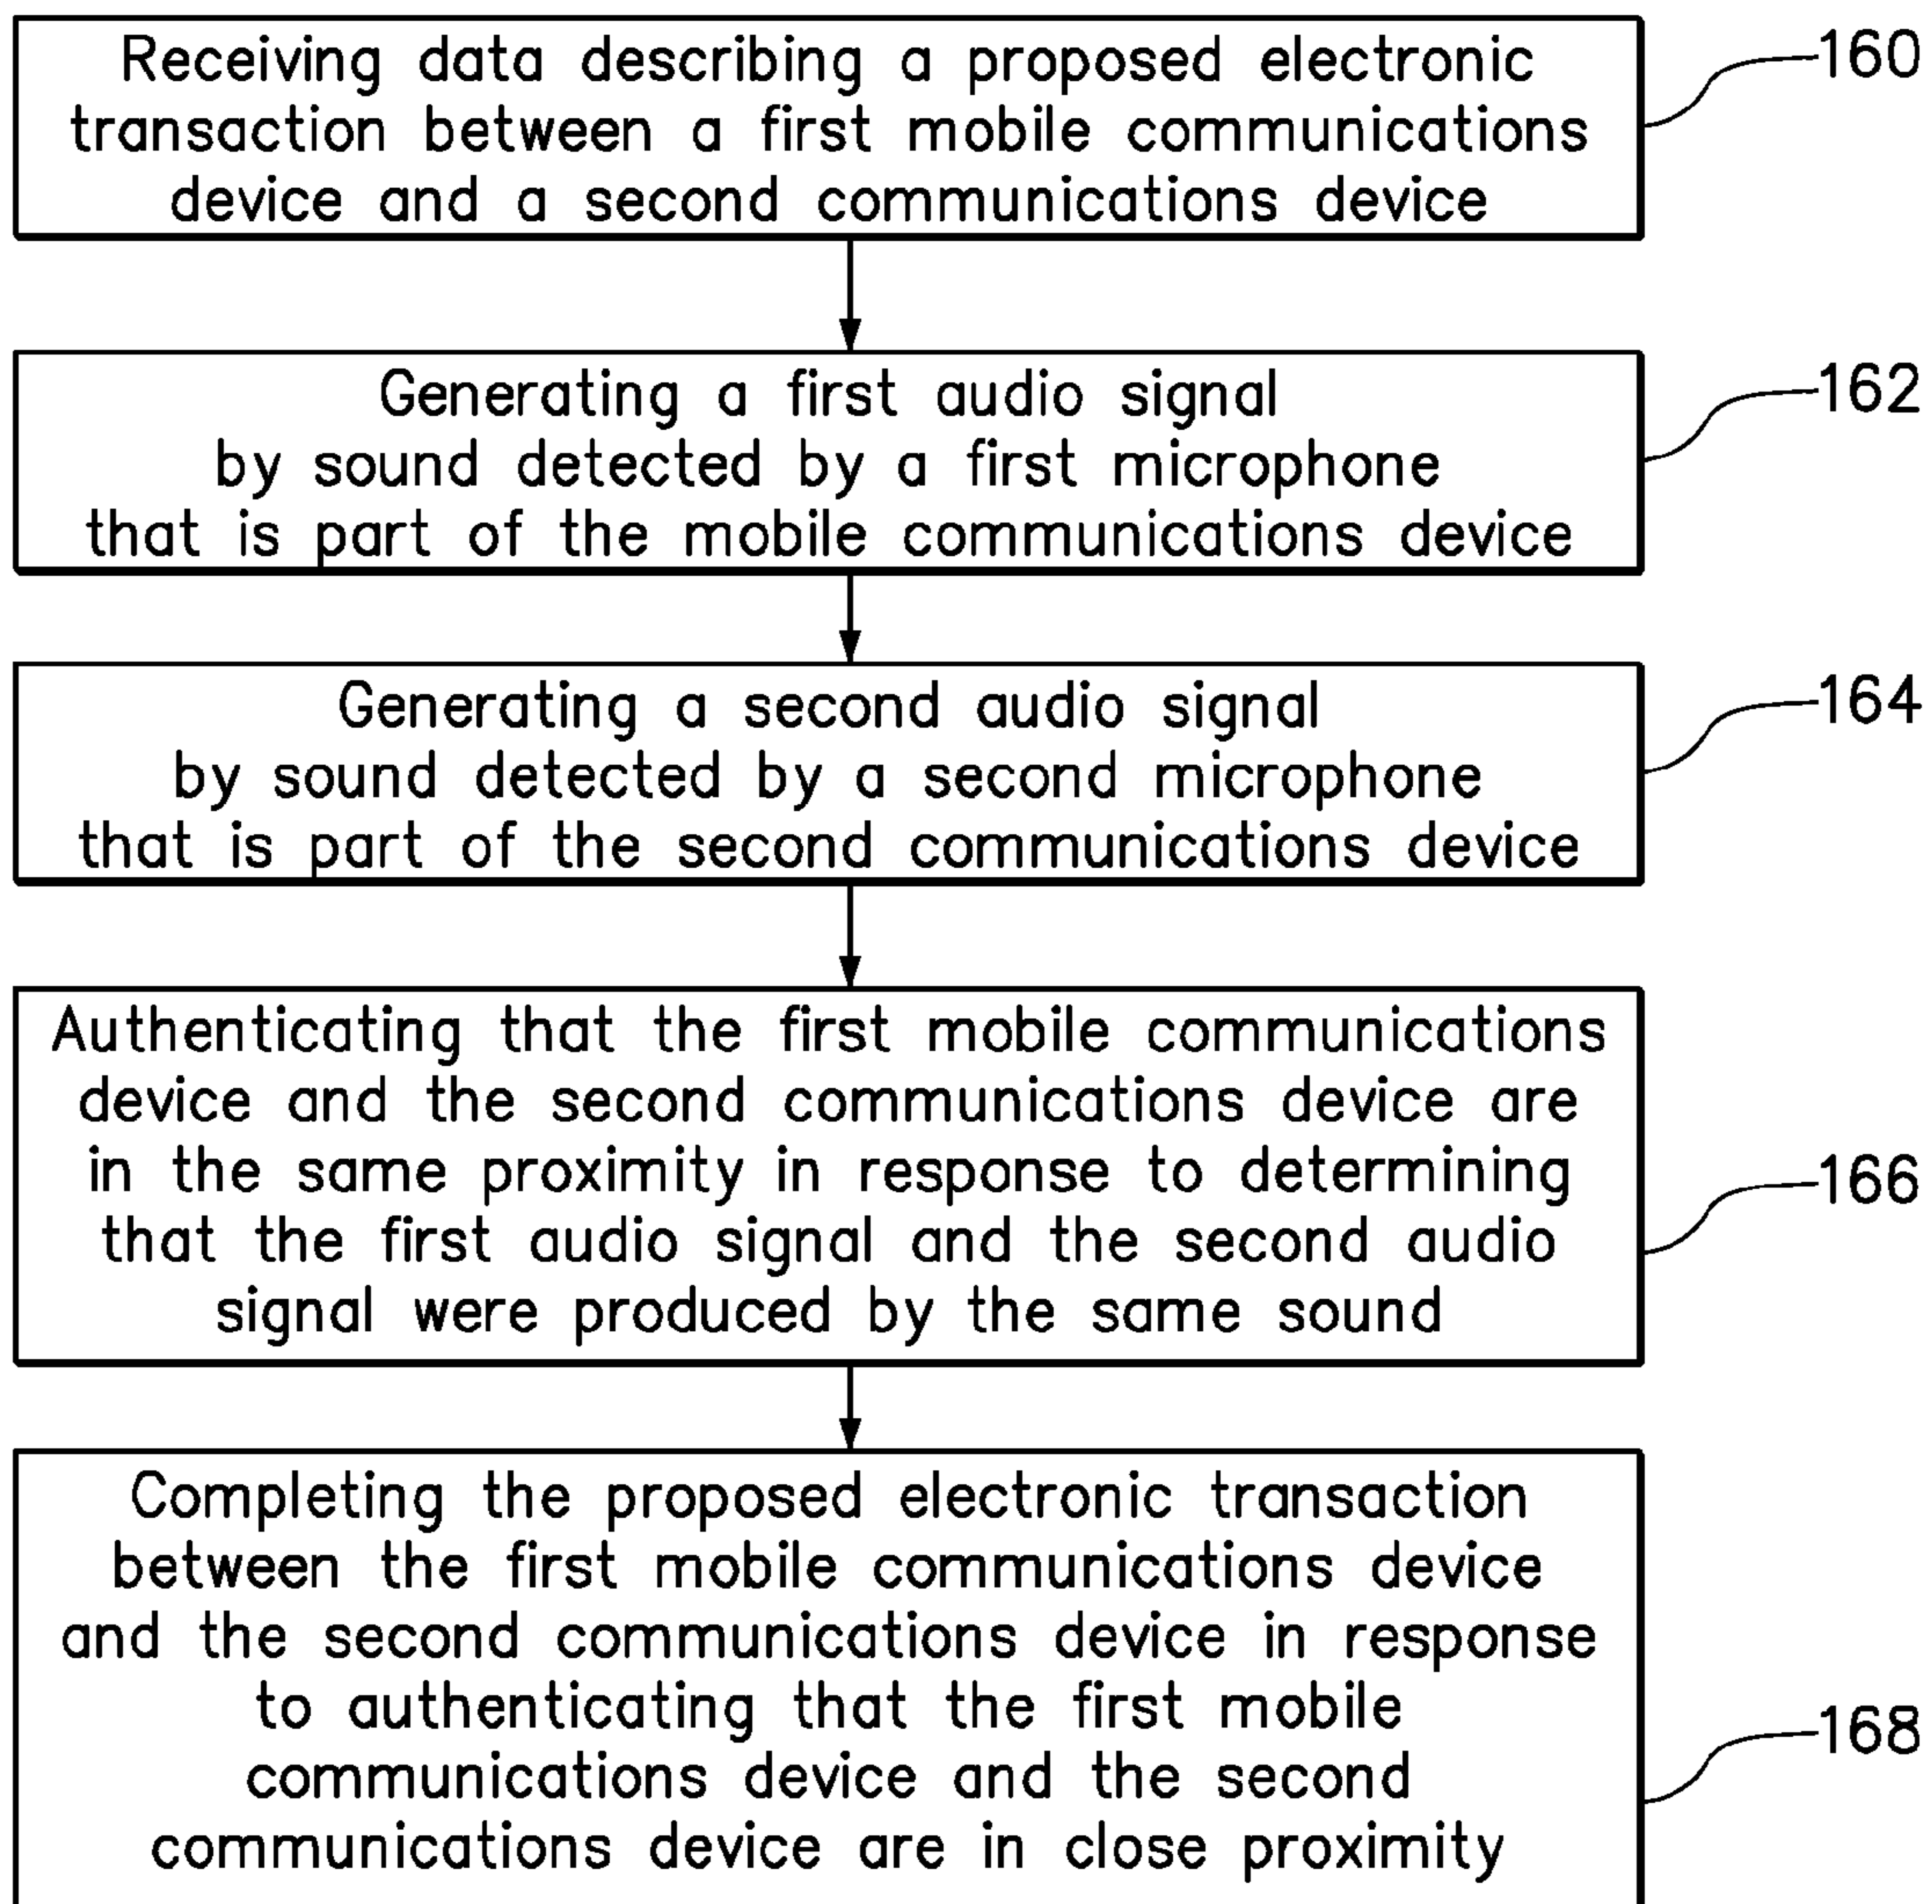 Receiving data describing a proposed electronic
transaction between a first mobile communications
device and a second communications device
160
Generating a first audio signal
by sound detected by a first microphone
that is part of the mobile communications device
162
Generating a second audio signal
by sound detected by a second microphone
that is part of the second communications device
164
Authenticating that the first mobile communications
device and the second communications device are
in the same proximity in response to determining
that the first audio signal and the second audio
signal were produced by the same sound
166
Completing the proposed electronic transaction
between the first mobile communications device
and the second communications device in response
to authenticating that the first mobile
communications device and the second
communications device are in close proximity
168